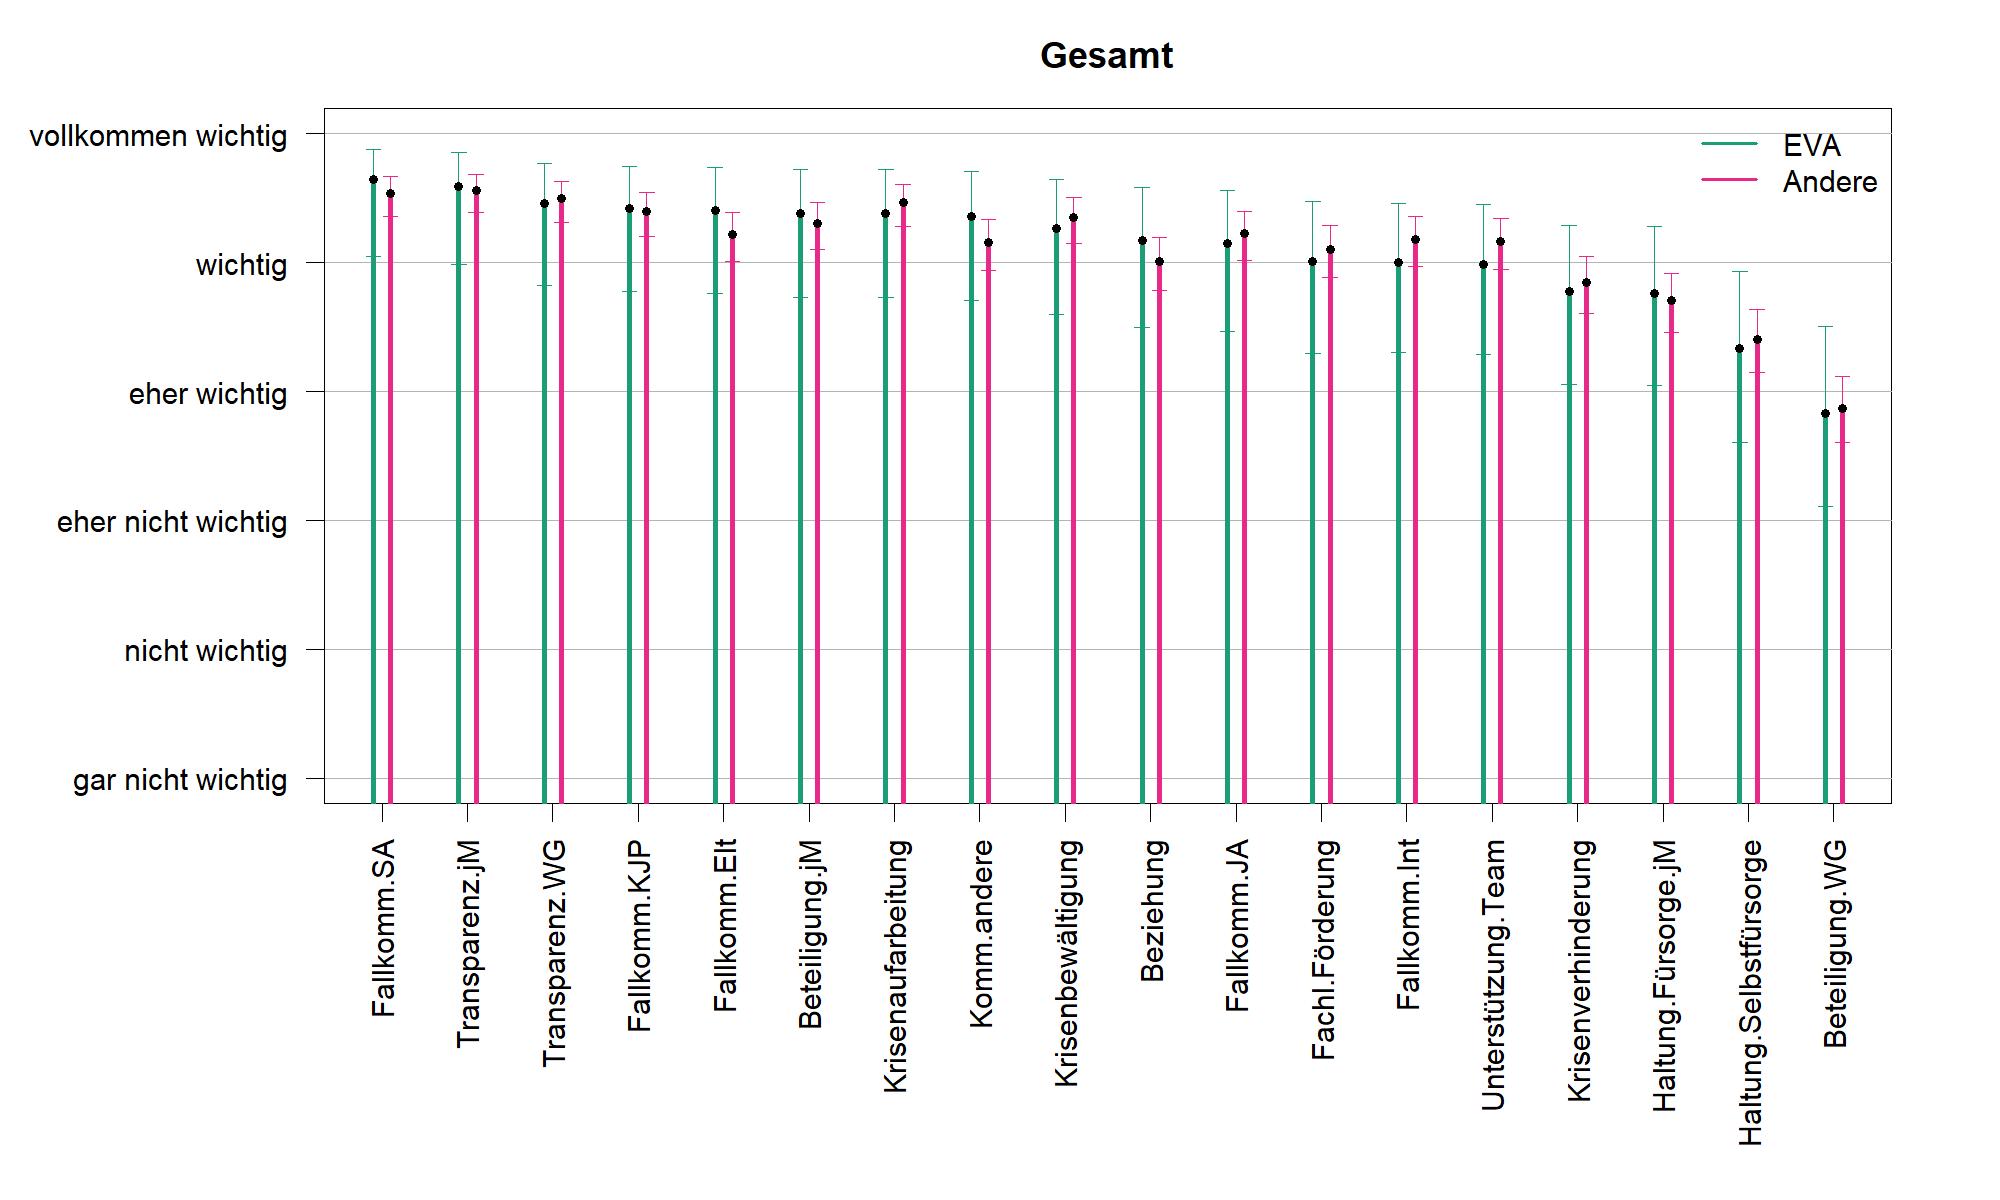 Gesamt
vollkommen wichtig
wichtig
eher wichtig
eher nicht wichtig
nicht wichtig
gar nicht wichtig
EVA
Andere
Fallkomm.SA
Transparenz.jM
Transparenz.WG
Fallkomm.KJP
Fallkomm.Elt
Beteiligung.jM
Krisenaufarbeitung
Komm.andere
Krisenbewältigung
Beziehung
Fallkomm.JA
Fachl.Förderung
Fallkomm.Int
Unterstützung.Team
Krisenverhinderung
Haltung.Fürsorge.jM
Haltung.Selbstfürsorge
Beteiligung.WG